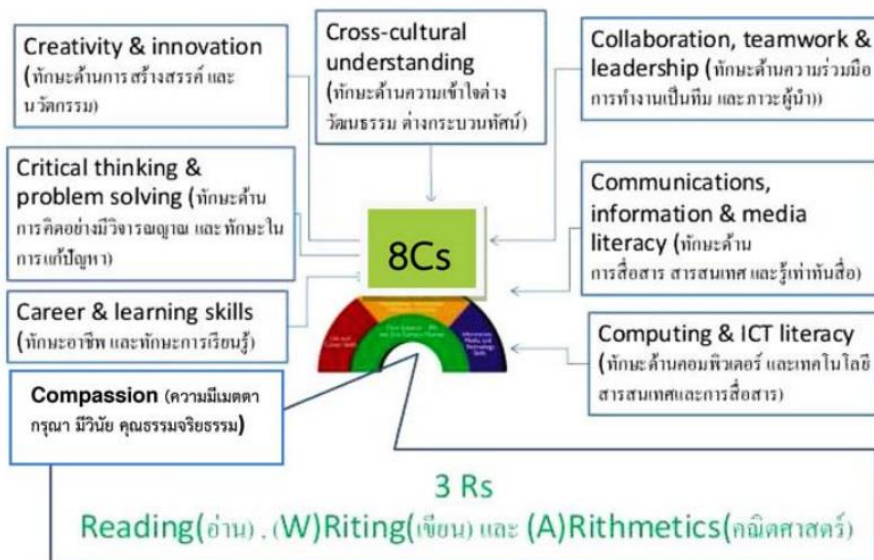 Creativity & innovation
(ทักษะด้านการสร้างสรรค์ และ
นวัตกรรม)
Cross-cultural
understanding
(ทักษะด้านความเข้าใจต่าง
วัฒนธรรม ต่างกระบวนทัศน์)
Collaboration, teamwork &
leadership (ทักษะด้านความร่วมมือ
การทำงานเป็นทีม และภาวะผู้นำ))
Critical thinking &
problem solving (ทักษะด้าน
การคิดอย่างมีวิจารณญาณ และทักษะใน
การแก้ปัญหา)
8Cs
Communications,
information & media
literacy (ทักษะด้าน
การสื่อสาร สารสนเทศ และรู้เท่าทันสื่อ)
Career & learning skills
(ทักษะอาชีพ และทักษะการเรียนรู้)
Life and
Career Skills
Information,
Media, and
Technology
Skills
Computing & ICT literacy
(ทักษะด้านคอมพิวเตอร์ และเทคโนโลยี
สารสนเทศและการสื่อสาร)
Compassion (ความมีเมตตา
กรุณา มีวินัย คุณธรรมจริยธรรม)
3 Rs
Reading(อ่าน) , (W)Riting(เขียน) และ (A)Rithmetics(คณิตศาสตร์)